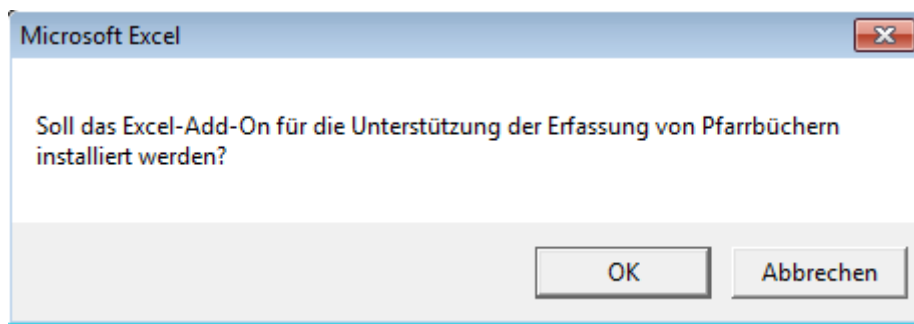 Microsoft Excel
Soll das Excel-Add-On für die Unterstützung der Erfassung von Pfarrbüchern
installiert werden?
OK
Abbrechen